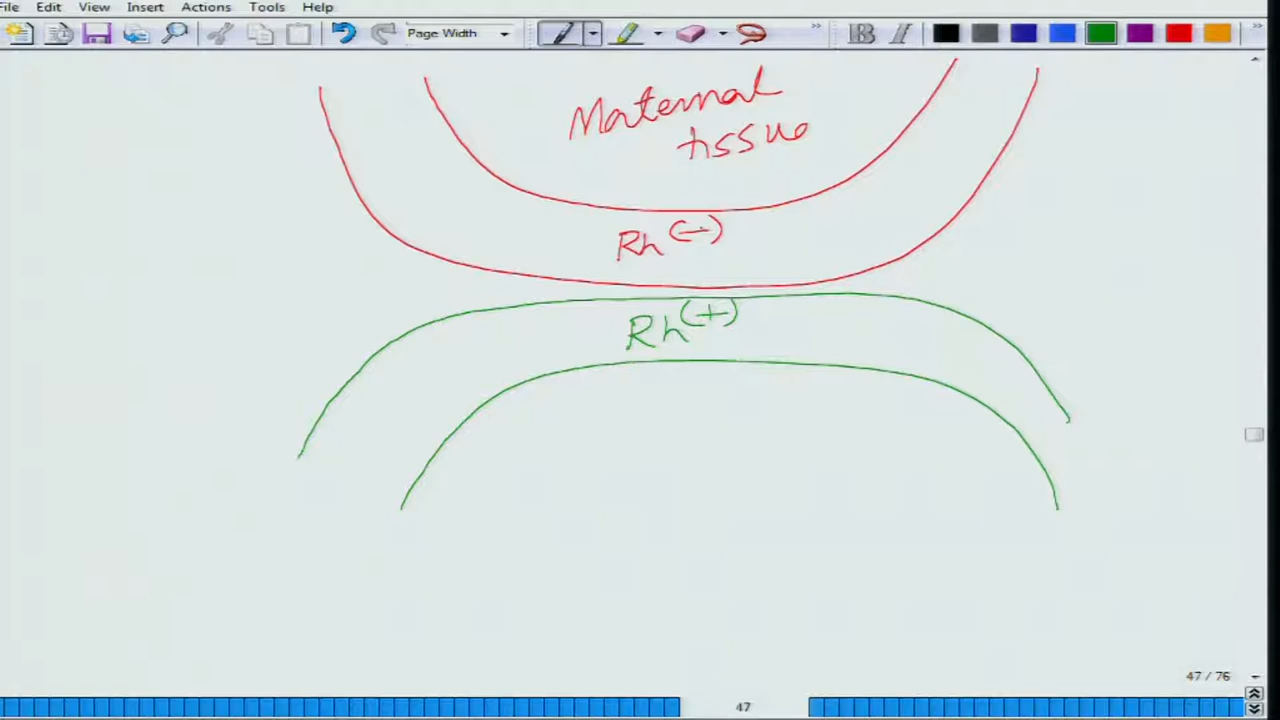 File Edit View Insert Actions Tools Help
Page Width
B I
Maternal
tissue
Rh(-)
Rh(+)
47 / 76
47